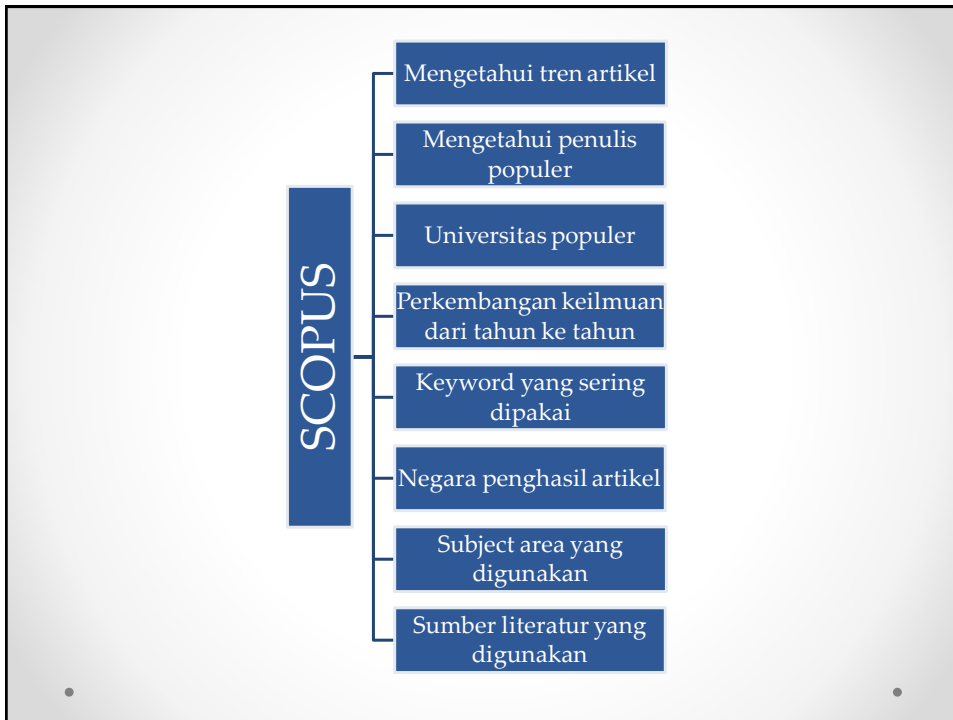 SCOPUS
Mengetahui tren artikel
Mengetahui penulis
populer
Universitas populer
Perkembangan keilmuan
dari tahun ke tahun
Keyword yang sering
dipakai
Negara penghasil artikel
Subject area yang
digunakan
Sumber literatur yang
digunakan